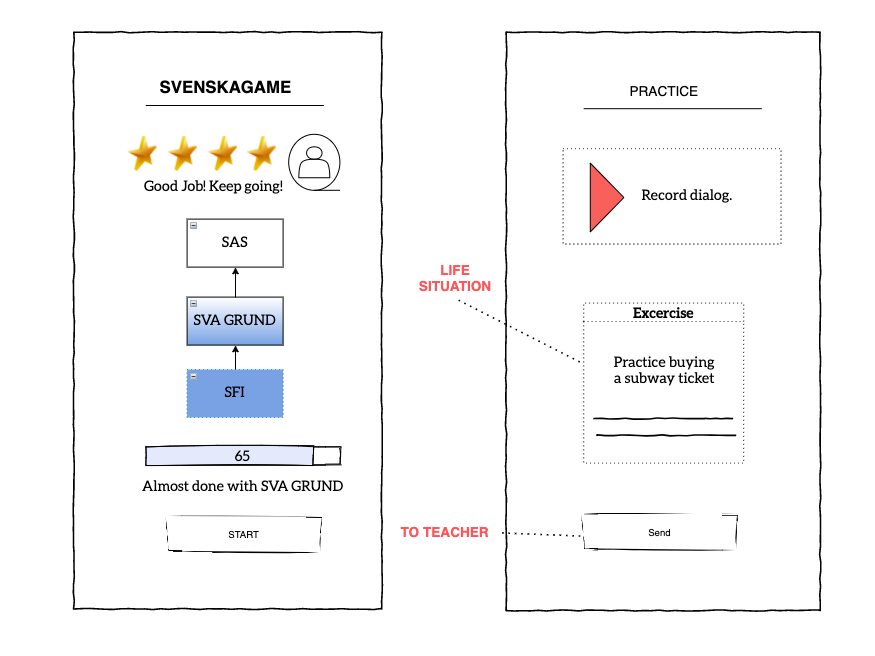 SVENSKAGAME
Good Job! Keep going!
SAS
SVA GRUND
SFI
65
Almost done with SVA GRUND
START
LIFE
SITUATION
TO TEACHER
PRACTICE
Record dialog.
Excercise
Practice buying
a subway ticket
Send